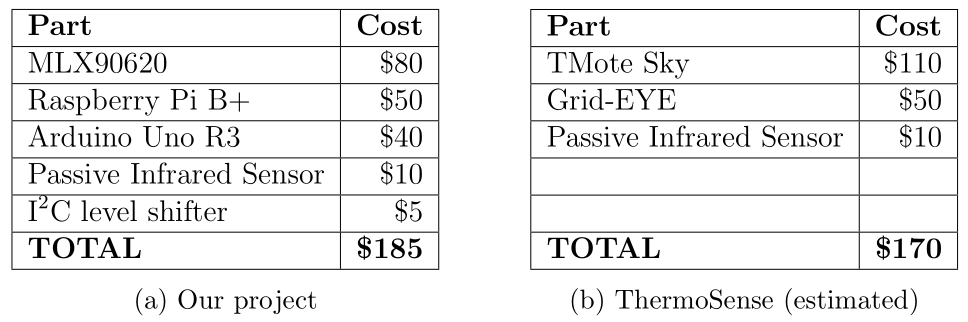 Part Cost
MLX90620 $80
Raspberry Pi B+ $50
Arduino Uno R3 $40
Passive Infrared Sensor $10
I²C level shifter $5
TOTAL $185
(a) Our project
Part Cost
TMote Sky $110
Grid-EYE $50
Passive Infrared Sensor $10
TOTAL $170
(b) ThermoSense (estimated)